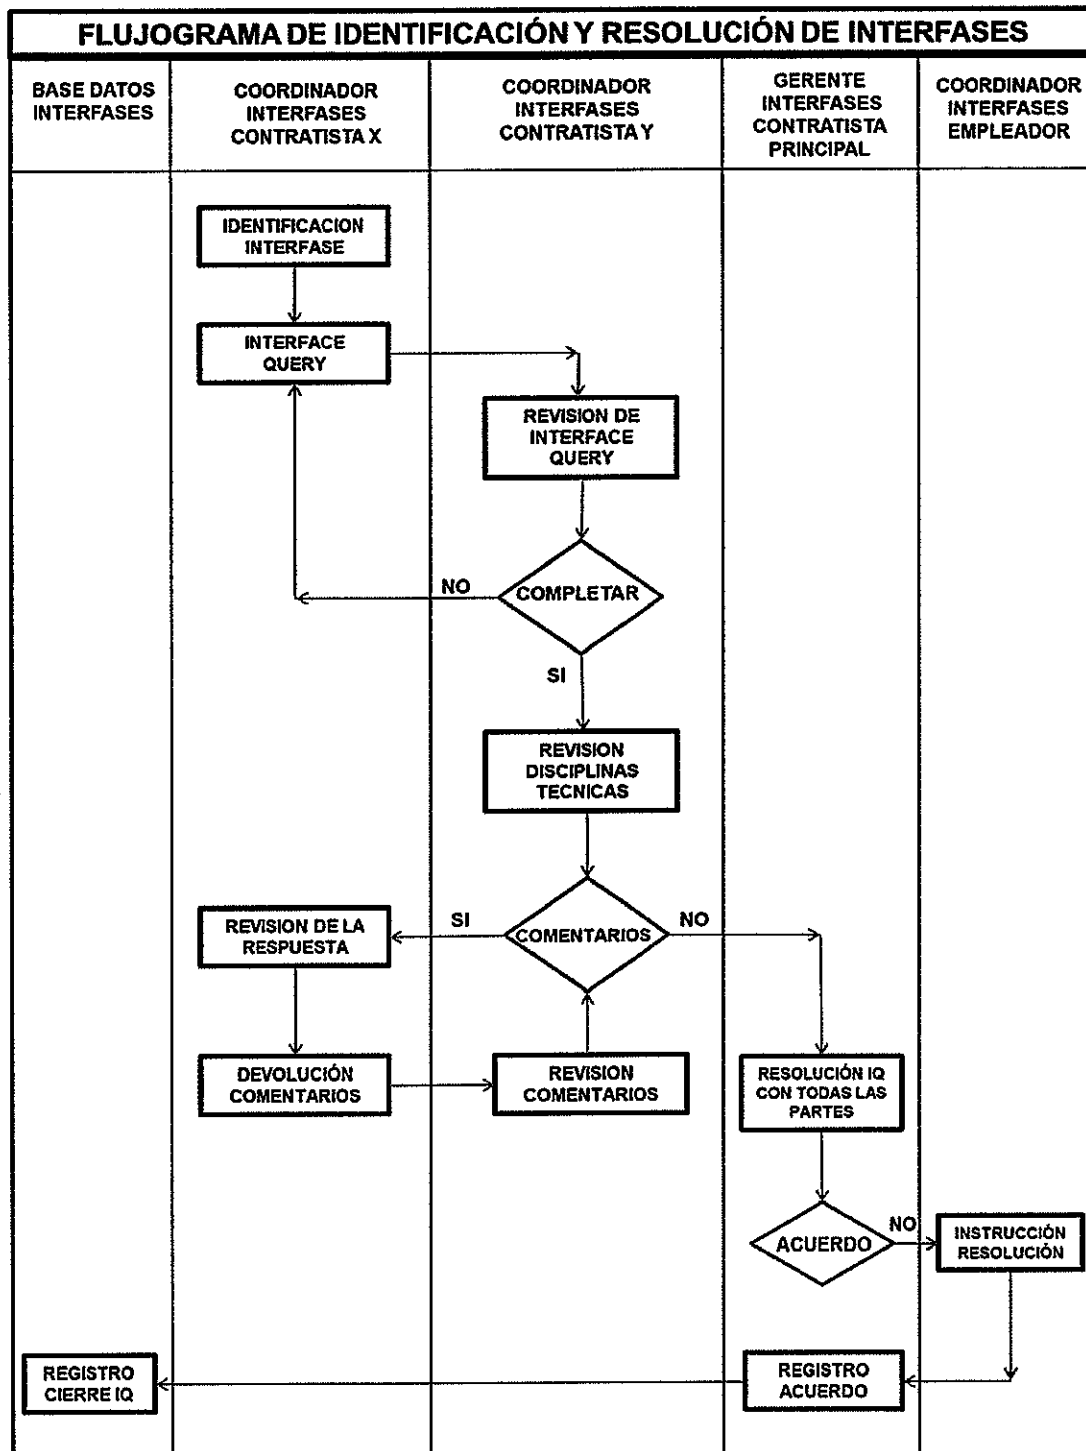 FLUJOGRAMA DE IDENTIFICACIÓN Y RESOLUCIÓN DE INTERFASES
BASE DATOS
INTERFASES
COORDINADOR
INTERFASES
CONTRATISTA X
COORDINADOR
INTERFASES
CONTRATISTA Y
GERENTE
INTERFASES
CONTRATISTA
PRINCIPAL
COORDINADOR
INTERFASES
EMPLEADOR
IDENTIFICACION
INTERFASE
INTERFACE
QUERY
REVISION DE
INTERFACE
QUERY
NO
COMPLETAR
SI
REVISION
DISCIPLINAS
TECNICAS
REVISION DE LA
RESPUESTA
SI
COMENTARIOS
NO
DEVOLUCIÓN
COMENTARIOS
REVISION
COMENTARIOS
RESOLUCIÓN IQ
CON TODAS LAS
PARTES
ACUERDO
NO
INSTRUCCIÓN
RESOLUCIÓN
REGISTRO
CIERRE IQ
REGISTRO
ACUERDO